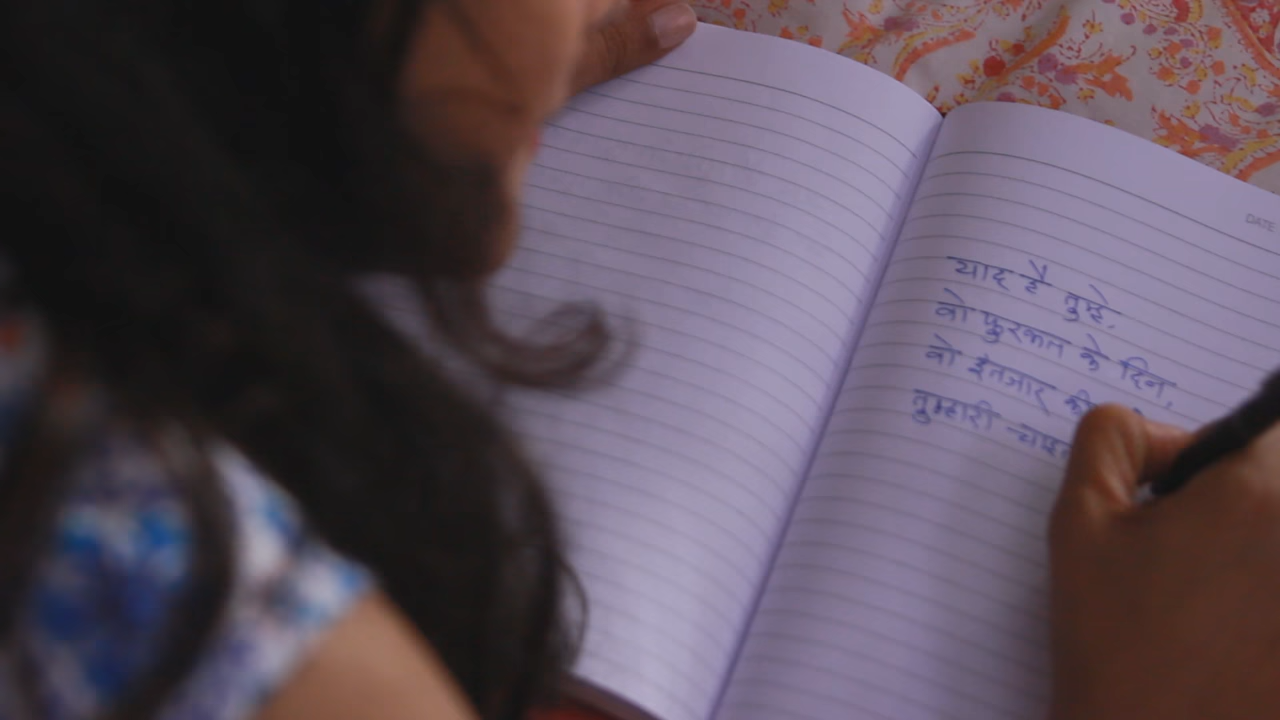 DATE
याद है तुम्हे,
वो फुरकत के दिन,
वो इंतजार की
तुम्हारी